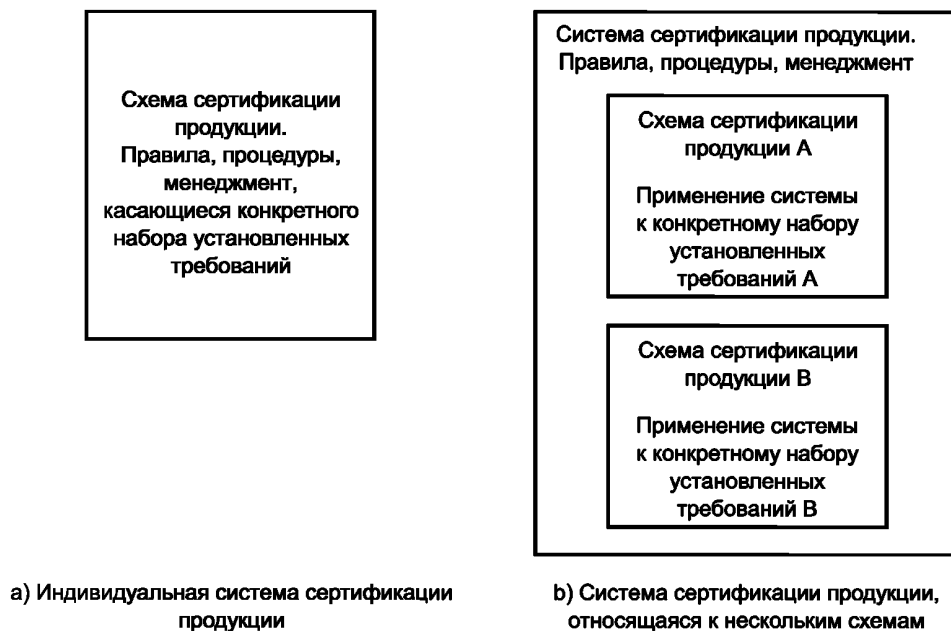 Схема сертификации
продукции.
Правила, процедуры,
менеджмент,
касающиеся конкретного
набора установленных
требований
а) Индивидуальная система сертификации
продукции
Система сертификации продукции.
Правила, процедуры, менеджмент
Схема сертификации
продукции А
Применение системы
к конкретному набору
установленных
требований А
Схема сертификации
продукции В
Применение системы
к конкретному набору
установленных
требований В
b) Система сертификации продукции,
относящаяся к нескольким схемам